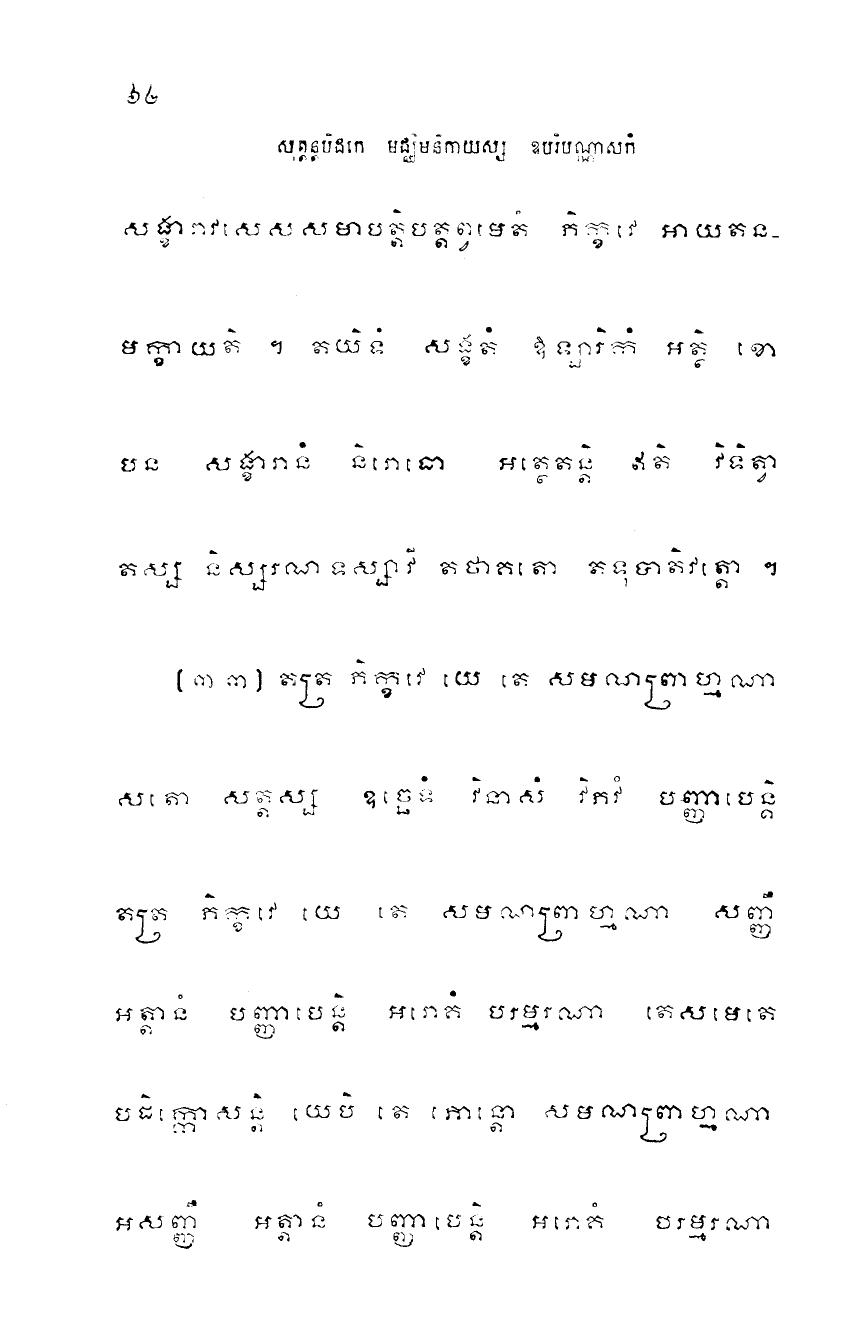 ៦៤
សុត្តន្តបិដកេ មជ្ឈិមនិកាយស្ស ឧបរិបណ្ណាសកំ
សង្ខារាវសេសសមាបត្តិបត្តព្វមេតំ ភិក្ខវេ អាយតន-
មក្ខាយតិ ។ តយិទំ សង្ខតំ ឱឡារិកំ អត្ថិ ខោ
បន សង្ខារានំ និរោធោ អត្ថេតន្តិ ឥតិ វិទិត្វា
តស្ស និស្សរណទស្សាវី តថាគតោ តទុបាតិវត្តោ ។
(៣៣) តត្រ ភិក្ខវេ យេ តេ សមណព្រាហ្មណា
សតោ សត្តស្ស ឧច្ឆេទំ វិនាសំ វិភវំ បញ្ញាបេន្តិ
តត្រ ភិក្ខវេ យេ តេ សមណព្រាហ្មណា សញ្ញឹ
អត្តានំ បញ្ញាបេន្តិ អរោគំ បរម្មរណា តេសមេតេ
បដិក្កោសន្តិ យេបិ តេ ភោន្តោ សមណព្រាហ្មណា
អសញ្ញឹ អត្តានំ បញ្ញាបេន្តិ អរោគំ បរម្មរណា